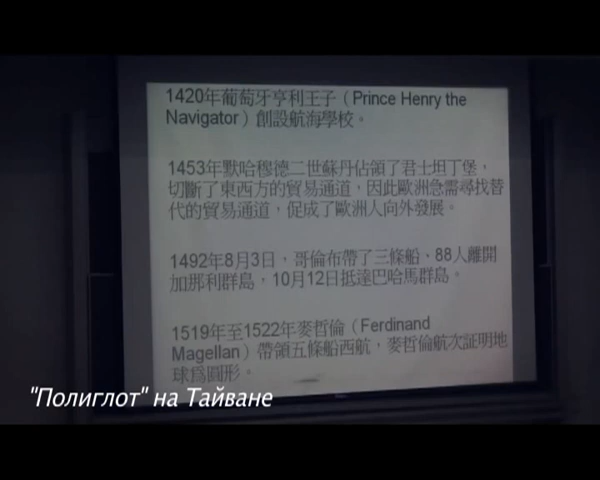 1420年葡萄牙亨利王子（Prince Henry the
Navigator）創設航海學校。
1453年默哈穆德二世蘇丹佔領了君士坦丁堡，
切斷了東西方的貿易通道，因此歐洲急需尋找替
代的貿易通道，促成了歐洲人向外發展。
1492年8月3日，哥倫布帶了三條船、88人離開
加那利群島，10月12日抵達巴哈馬群島。
1519年至1522年麥哲倫（Ferdinand
Magellan）帶領五條船西航，麥哲倫航次証明地
球爲圓形。
"Полиглот" на Тайване